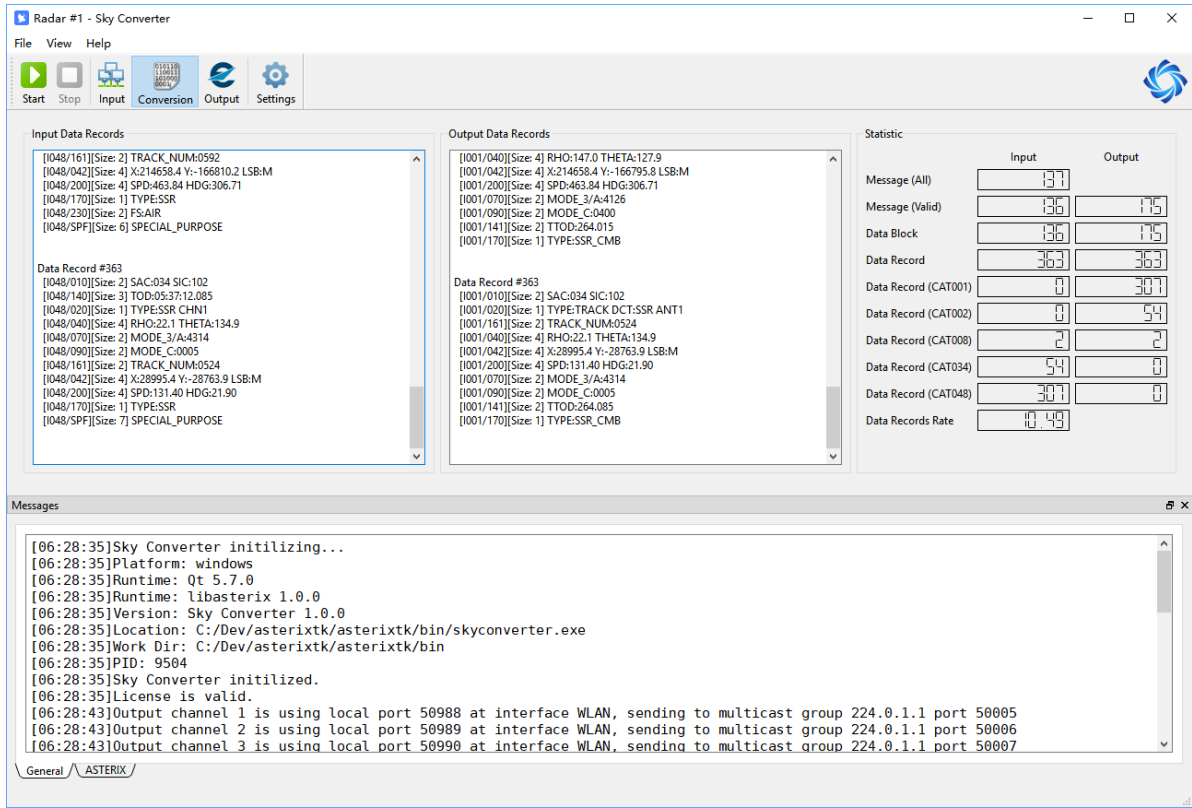 Radar #1 - Sky Converter
File View Help
Start Stop Input Conversion Output Settings
Input Data Records
[I048/161][Size: 2] TRACK_NUM:0592
[I048/042][Size: 4] X:214658.4 Y:-166810.2 LSB:M
[I048/200][Size: 4] SPD:463.84 HDG:306.71
[I048/170][Size: 1] TYPE:SSR
[I048/230][Size: 2] FS:AIR
[I048/SPF][Size: 6] SPECIAL_PURPOSE
Data Record #363
[I048/010][Size: 2] SAC:034 SIC:102
[I048/140][Size: 3] TOD:05:37:12.085
[I048/020][Size: 1] TYPE:SSR CHN1
[I048/040][Size: 4] RHO:22.1 THETA:134.9
[I048/070][Size: 2] MODE_3/A:4314
[I048/090][Size: 2] MODE_C:0005
[I048/161][Size: 2] TRACK_NUM:0524
[I048/042][Size: 4] X:28995.4 Y:-28763.9 LSB:M
[I048/200][Size: 4] SPD:131.40 HDG:21.90
[I048/170][Size: 1] TYPE:SSR
[I048/SPF][Size: 7] SPECIAL_PURPOSE
Output Data Records
[I001/040][Size: 4] RHO:147.0 THETA:127.9
[I001/042][Size: 4] X:214658.4 Y:-166795.8 LSB:M
[I001/200][Size: 4] SPD:463.84 HDG:306.71
[I001/070][Size: 2] MODE_3/A:4126
[I001/090][Size: 2] MODE_C:0400
[I001/141][Size: 2] TTOD:264.015
[I001/170][Size: 1] TYPE:SSR_CMB
Data Record #363
[I001/010][Size: 2] SAC:034 SIC:102
[I001/020][Size: 1] TYPE:TRACK DCT:SSR ANT1
[I001/161][Size: 2] TRACK_NUM:0524
[I001/040][Size: 4] RHO:22.1 THETA:134.9
[I001/042][Size: 4] X:28995.4 Y:-28763.9 LSB:M
[I001/200][Size: 4] SPD:131.40 HDG:21.90
[I001/070][Size: 2] MODE_3/A:4314
[I001/090][Size: 2] MODE_C:0005
[I001/141][Size: 2] TTOD:264.085
[I001/170][Size: 1] TYPE:SSR_CMB
Statistic
Input Output
Message (All) 137
Message (Valid) 136 175
Data Block 136 175
Data Record 363 363
Data Record (CAT001) 0 307
Data Record (CAT002) 0 54
Data Record (CAT008) 2 2
Data Record (CAT034) 54 0
Data Record (CAT048) 307 0
Data Records Rate 10.49
Messages
[06:28:35]Sky Converter initilizing...
[06:28:35]Platform: windows
[06:28:35]Runtime: Qt 5.7.0
[06:28:35]Runtime: libasterix 1.0.0
[06:28:35]Version: Sky Converter 1.0.0
[06:28:35]Location: C:/Dev/asterixtk/asterixtk/bin/skyconverter.exe
[06:28:35]Work Dir: C:/Dev/asterixtk/asterixtk/bin
[06:28:35]PID: 9504
[06:28:35]Sky Converter initilized.
[06:28:35]License is valid.
[06:28:43]Output channel 1 is using local port 50988 at interface WLAN, sending to multicast group 224.0.1.1 port 50005
[06:28:43]Output channel 2 is using local port 50989 at interface WLAN, sending to multicast group 224.0.1.1 port 50006
[06:28:43]Output channel 3 is using local port 50990 at interface WLAN, sending to multicast group 224.0.1.1 port 50007
General ASTERIX